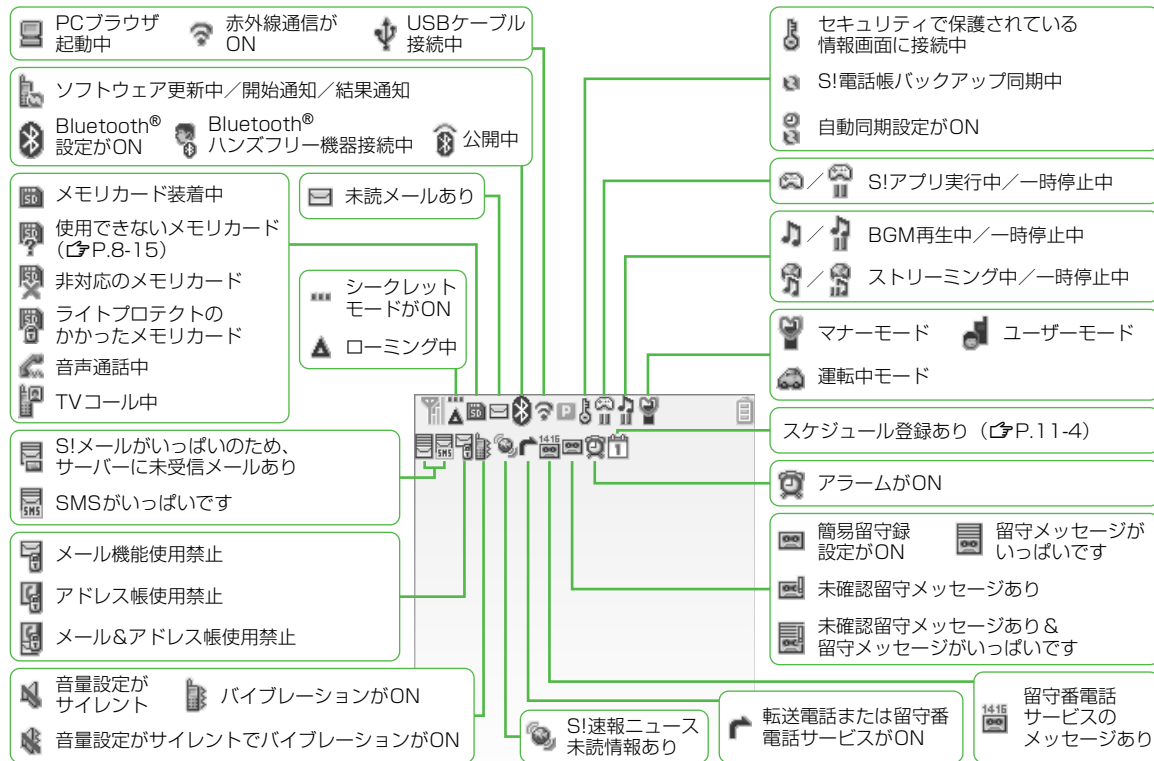 PCブラウザ
起動中
赤外線通信が
ON
USBケーブル
接続中
ソフトウェア更新中／開始通知／結果通知
Bluetooth®
設定がON
Bluetooth®
ハンズフリー機器接続中
公開中
SD
メモリカード装着中
SD
使用できないメモリカード
（P.8-15）
SD
非対応のメモリカード
SD
ライトプロテクトの
かかったメモリカード
音声通話中
TVコール中
未読メールあり
シークレット
モードがON
ローミング中
S!メールがいっぱいのため、
サーバーに未受信メールあり
SMS
SMSがいっぱいです
メール機能使用禁止
アドレス帳使用禁止
メール＆アドレス帳使用禁止
音量設定が
サイレント
バイブレーションがON
音量設定がサイレントでバイブレーションがON
SD
P
SMS
1415
1
S!速報ニュース
未読情報あり
転送電話または留守番
電話サービスがON
1415
留守番電話
サービスの
メッセージあり
セキュリティで保護されている
情報画面に接続中
S!電話帳バックアップ同期中
自動同期設定がON
／
S!アプリ実行中／一時停止中
／
BGM再生中／一時停止中
／
ストリーミング中／一時停止中
マナーモード
ユーザーモード
運転中モード
スケジュール登録あり（P.11-4）
アラームがON
簡易留守録
設定がON
留守メッセージが
いっぱいです
未確認留守メッセージあり
未確認留守メッセージあり＆
留守メッセージがいっぱいです